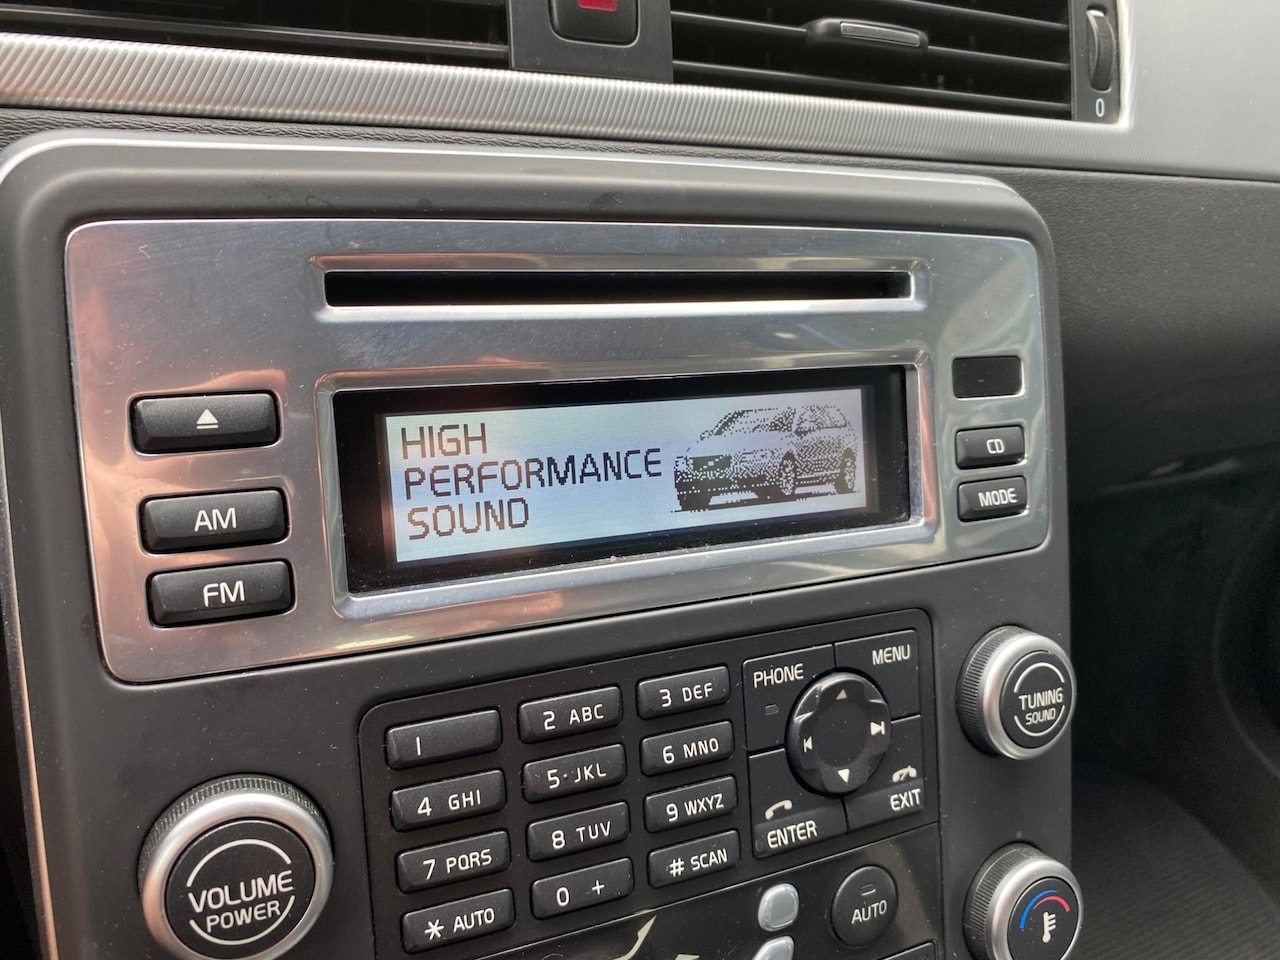 0
HIGH
PERFORMANCE
SOUND
AM
FM
CD
MODE
PHONE
MENU
ENTER
EXIT
TUNING
SOUND
1
2 ABC
3 DEF
4 GHI
5·JKL
6 MNO
7 PQRS
8 TUV
9 WXYZ
* AUTO
0 +
# SCAN
VOLUME
POWER
AUTO